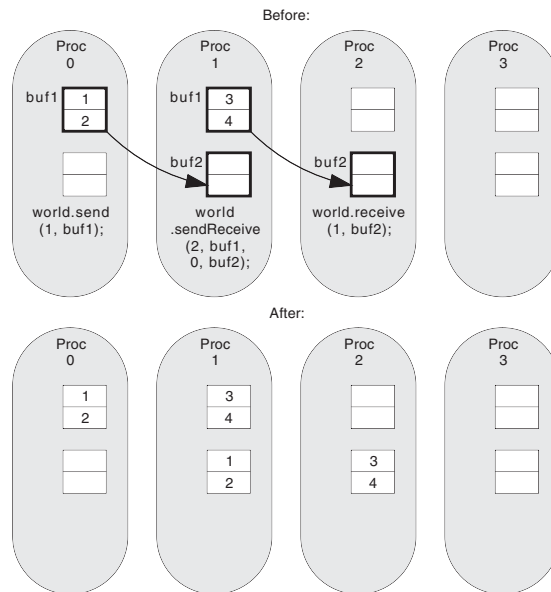 Before:
Proc
0
Proc
1
Proc
2
Proc
3
buf1
1
2
buf1
3
4
buf2
buf2
world.send
(1, buf1);
world
.sendReceive
(2, buf1,
0, buf2);
world.receive
(1, buf2);
After:
Proc
0
Proc
1
Proc
2
Proc
3
1
2
3
4
1
2
3
4